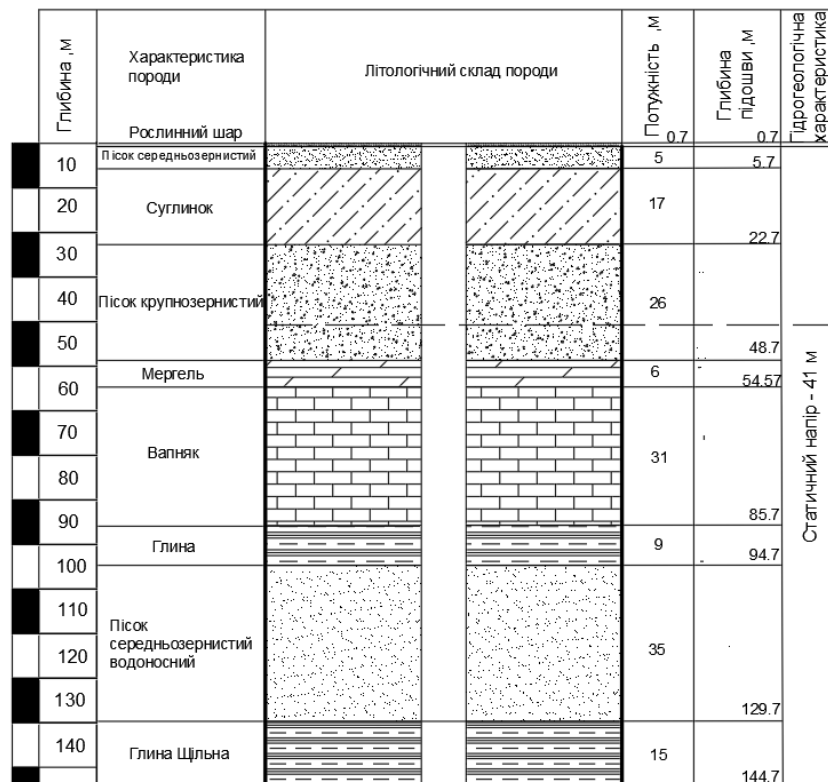 Глибина ,м
Характеристика
породи
Рослинний шар
Літологічний склад породи
Потужність ,м
0.7
Глибина
підошви ,м
0.7
Гідрогеологічна
характеристика
10
Пісок середньозернистий
5
5.7
20
Суглинок
17
22.7
30
40
Пісок крупнозернистий
26
50
48.7
Мергель
6
54.57
60
70
Вапняк
31
80
90
85.7
Глина
9
94.7
100
110
Пісок
середньозернистий
водоносний
35
120
130
129.7
140
Глина Щільна
15
144.7
Статичний напір - 41 м